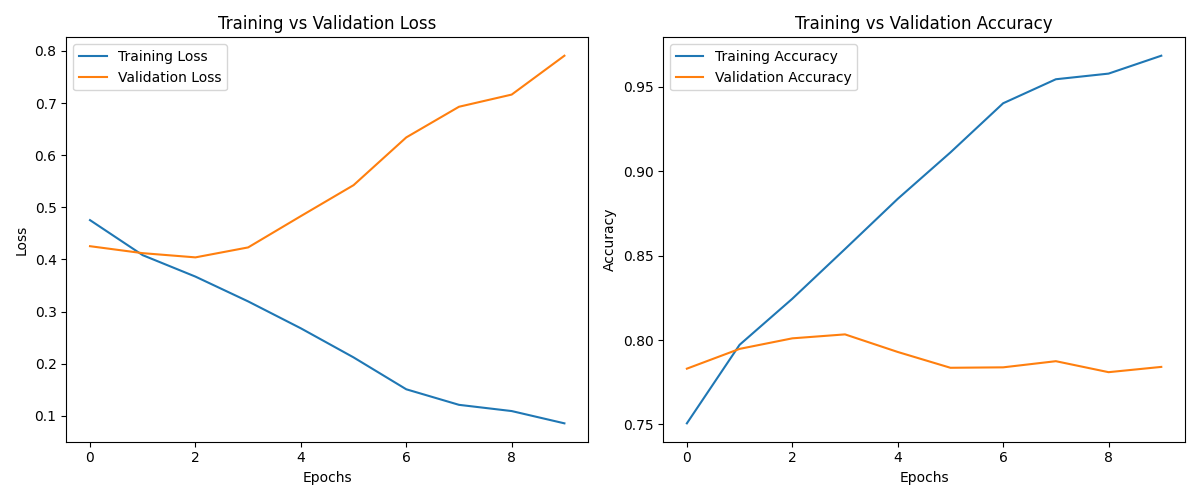 Training vs Validation Loss
Training Loss
Validation Loss
0.8
0.7
0.6
0.5
0.4
0.3
0.2
0.1
Loss
0 2 4 6 8
Epochs
Training vs Validation Accuracy
Training Accuracy
Validation Accuracy
0.95
0.90
0.85
0.80
0.75
Accuracy
0 2 4 6 8
Epochs